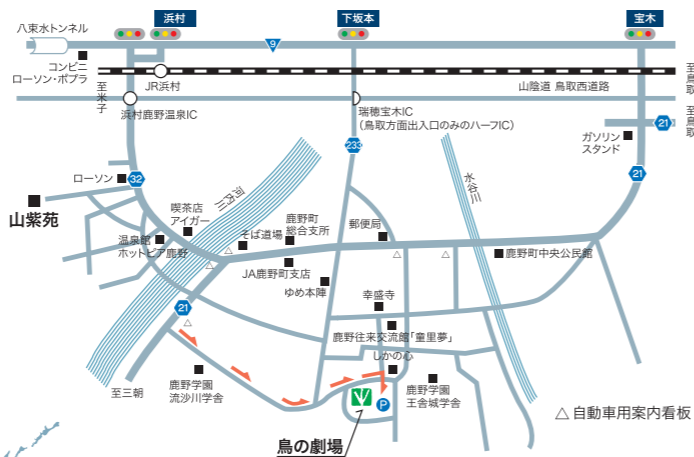 浜村
下坂本
宝木
八束水トンネル
9
コンビニ
ローソン・ポプラ
JR浜村
至米子
浜村鹿野温泉IC
山陰道 鳥取西道路
至鳥取
瑞穂宝木IC
（鳥取方面出入口のみのハーフIC）
至鳥取
21
ガソリン
スタンド
233
21
ローソン
32
山紫苑
河内川
水谷川
喫茶店
アイガー
そば道場
鹿野町
総合支所
郵便局
温泉館
ホットピア鹿野
JA鹿野町支店
鹿野町中央公民館
ゆめ本陣
幸盛寺
21
鹿野往来交流館「童里夢」
しかの心
至三朝
鹿野学園
流沙川学舎
鹿野学園
王舎城学舎
P
鳥の劇場
△自動車用案内看板